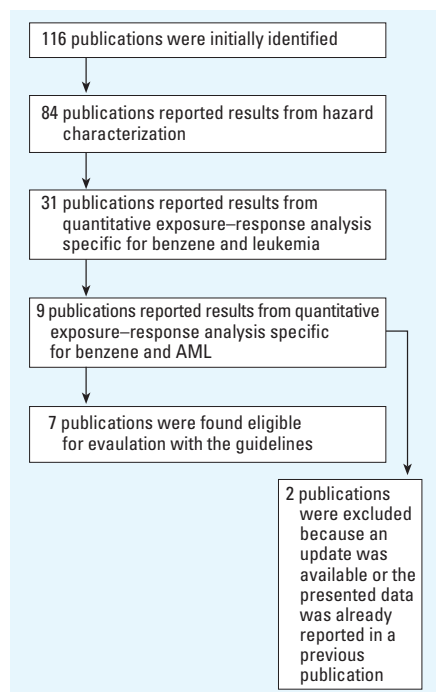 116 publications were initially identified
84 publications reported results from hazard
characterization
31 publications reported results from
quantitative exposure–response analysis
specific for benzene and leukemia
9 publications reported results from quantitative
exposure–response analysis specific
for benzene and AML
7 publications were found eligible
for evaulation with the guidelines
2 publications
were excluded
because an
update was
available or the
presented data
was already
reported in a
previous
publication